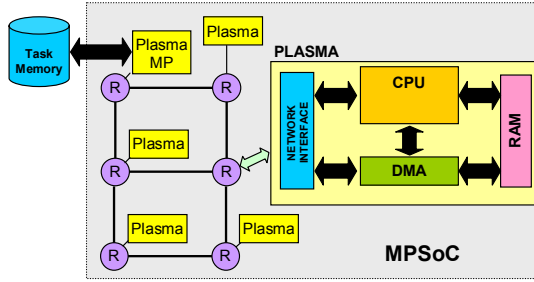 Task
Memory
Plasma
MP
Plasma
R
R
Plasma
R
R
Plasma
R
Plasma
R
PLASMA
NETWORK
INTERFACE
CPU
DMA
RAM
MPSoC